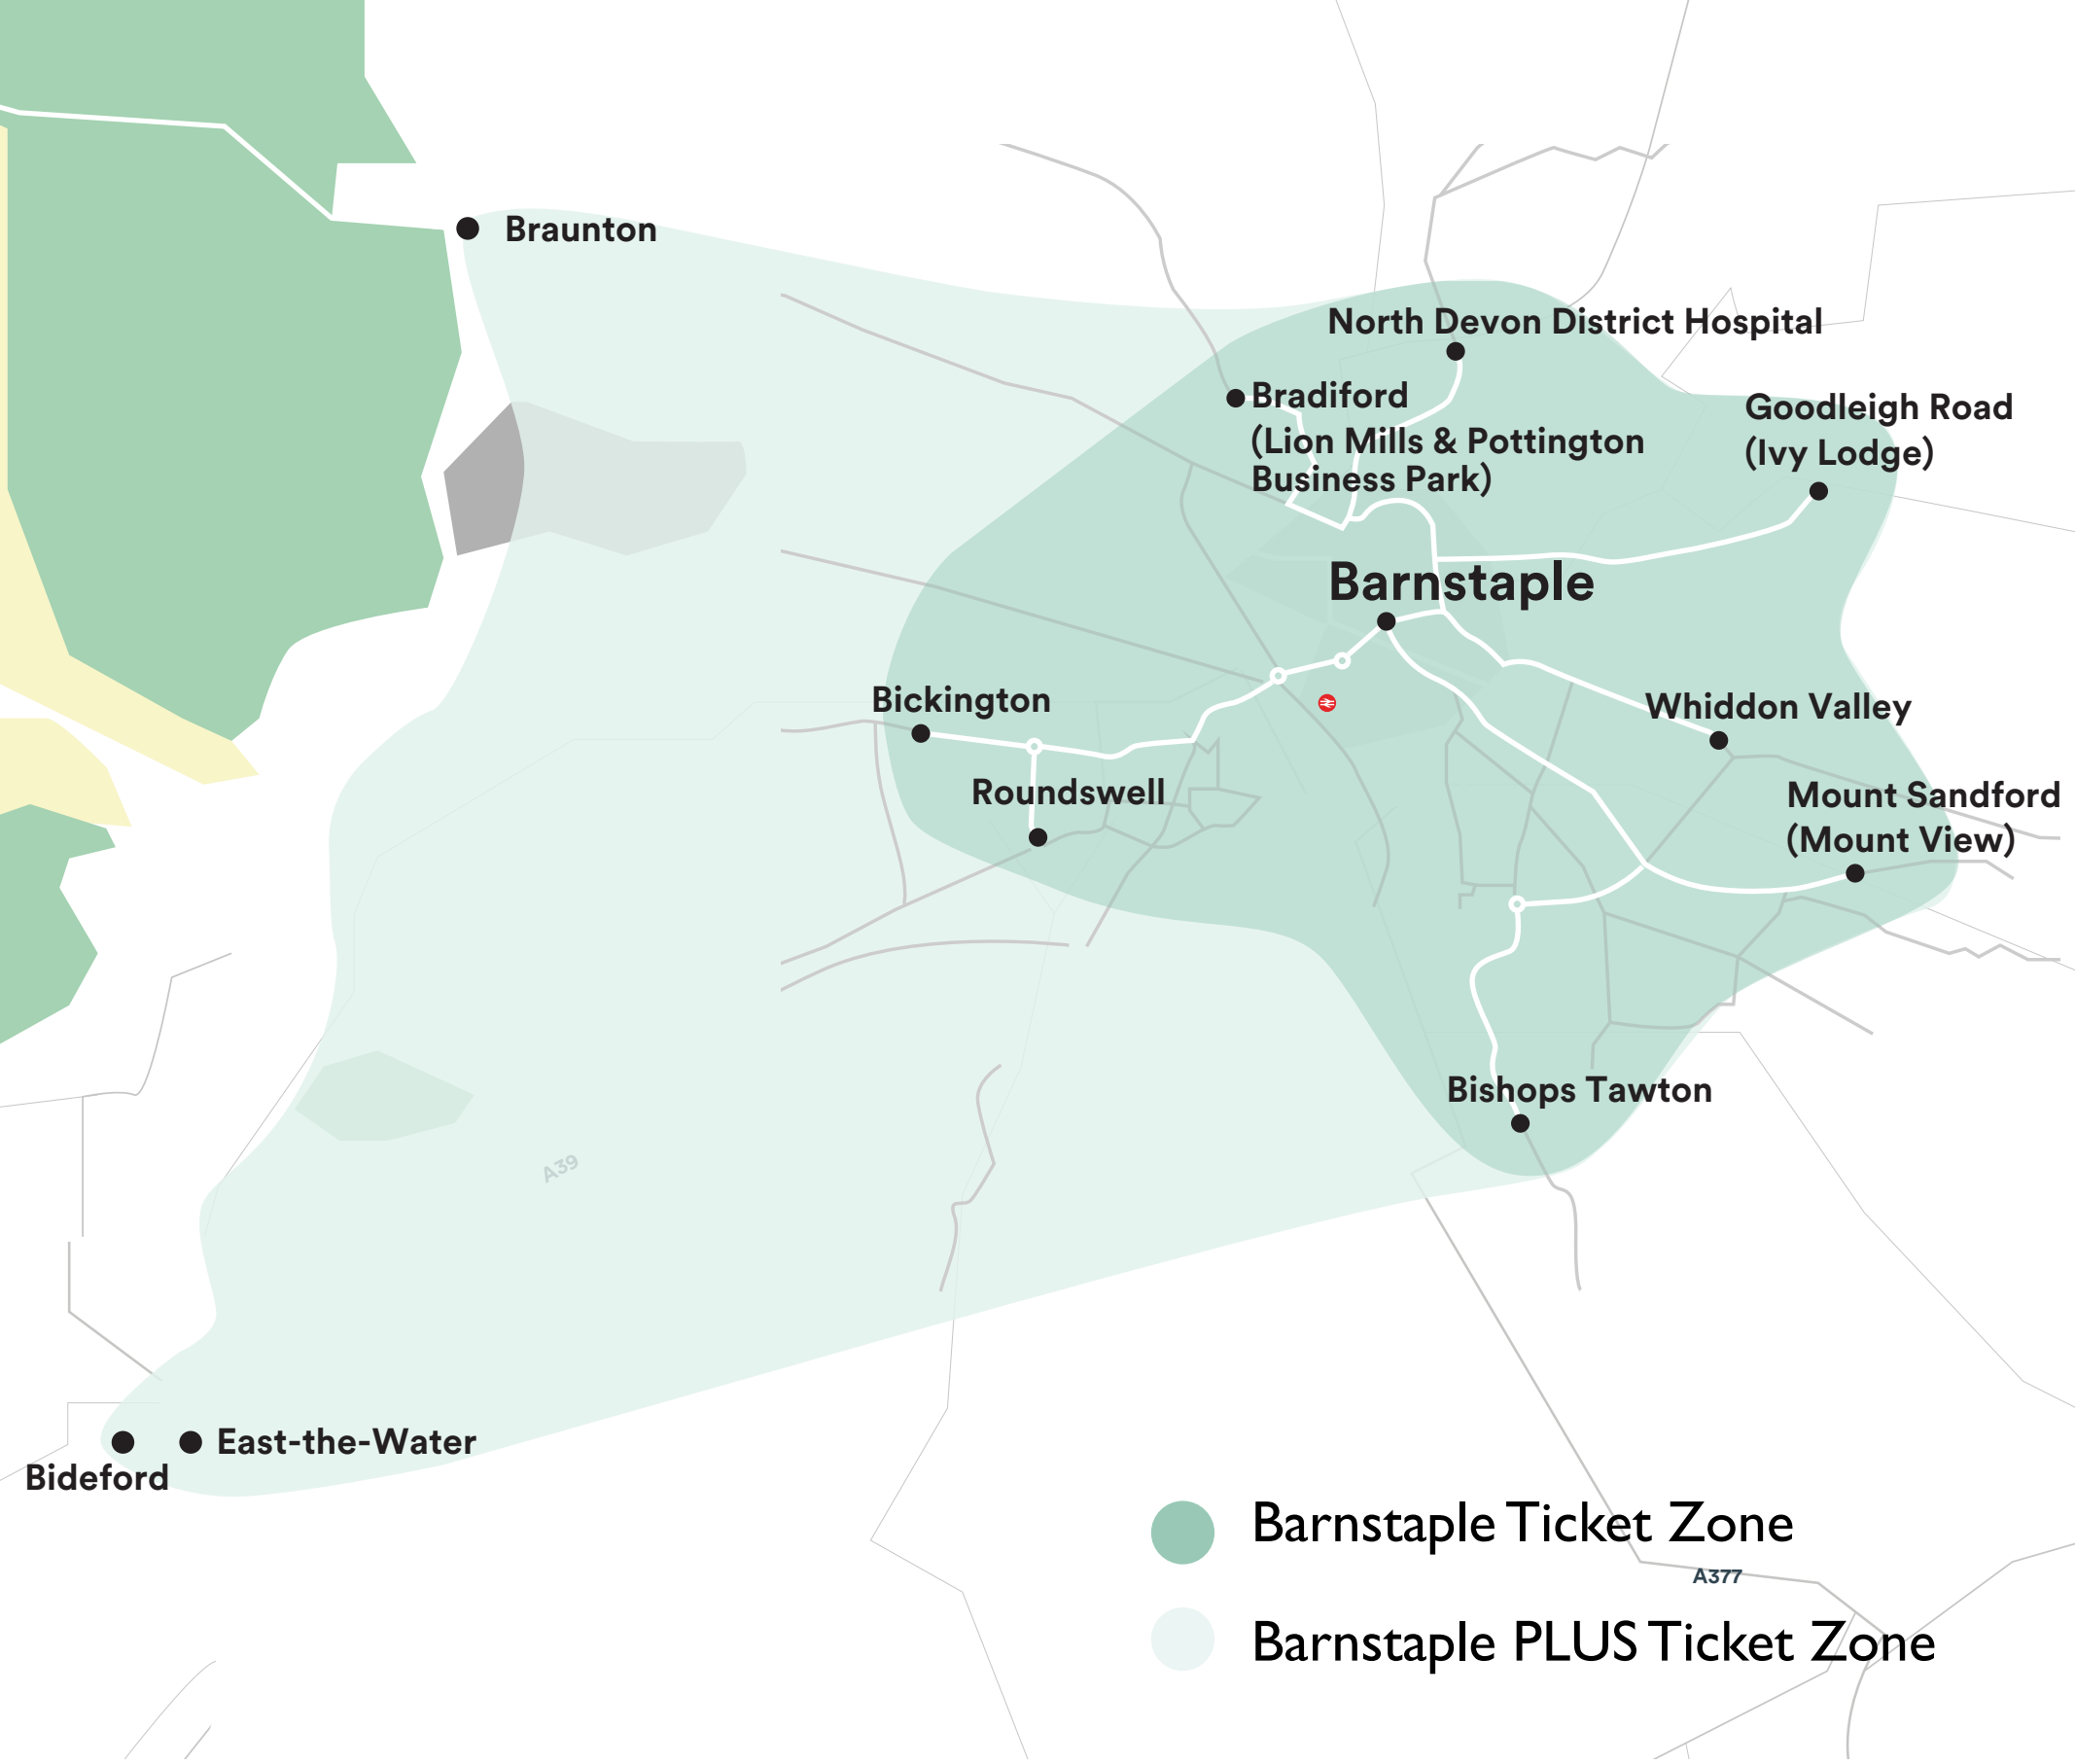 Braunton
North Devon District Hospital
Bradiford
(Lion Mills & Pottington
Business Park)
Goodleigh Road
(Ivy Lodge)
Barnstaple
Bickington
Whiddon Valley
Roundswell
Mount Sandford
(Mount View)
Bishops Tawton
A39
East-the-Water
Bideford
Barnstaple Ticket Zone
A377
Barnstaple PLUS Ticket Zone